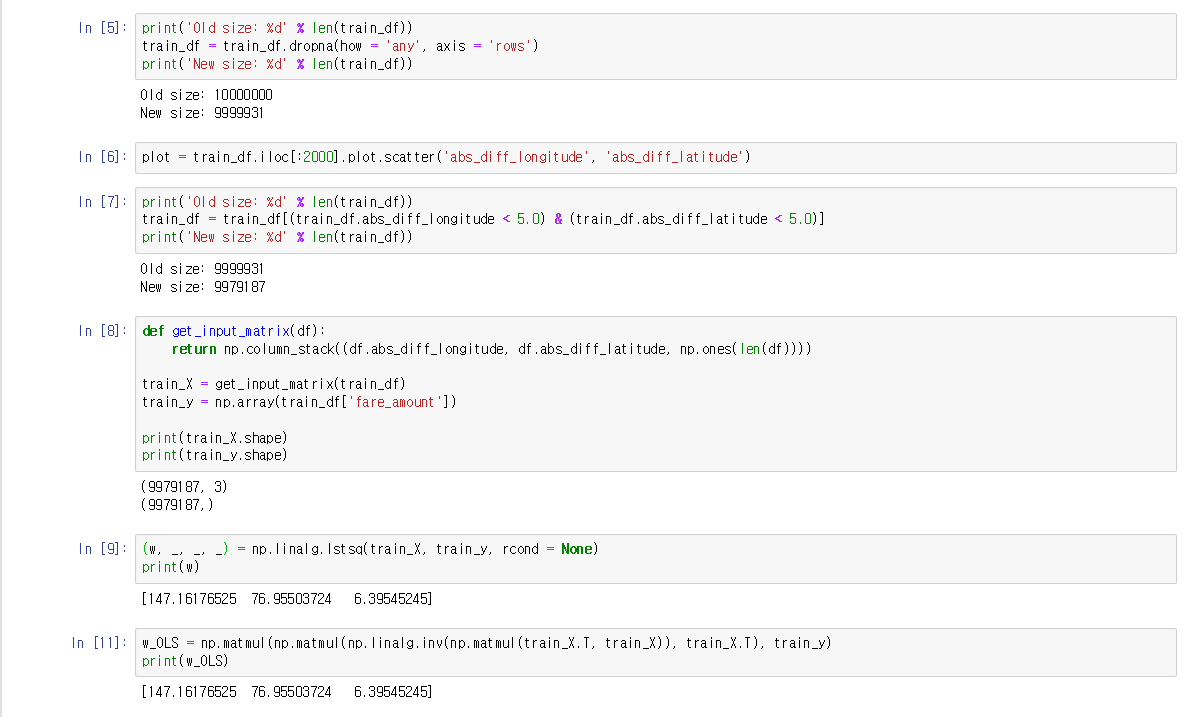 In [5]: print('Old size: %d' % len(train_df))
train_df = train_df.dropna(how = 'any', axis = 'rows')
print('New size: %d' % len(train_df))
Old size: 10000000
New size: 9999931
In [6]: plot = train_df.iloc[:2000].plot.scatter('abs_diff_longitude', 'abs_diff_latitude')
In [7]: print('Old size: %d' % len(train_df))
train_df = train_df[(train_df.abs_diff_longitude < 5.0) & (train_df.abs_diff_latitude < 5.0)]
print('New size: %d' % len(train_df))
Old size: 9999931
New size: 9979187
In [8]: def get_input_matrix(df):
    return np.column_stack((df.abs_diff_longitude, df.abs_diff_latitude, np.ones(len(df))))
train_X = get_input_matrix(train_df)
train_y = np.array(train_df['fare_amount'])
print(train_X.shape)
print(train_y.shape)
(9979187, 3)
(9979187,)
In [9]: (w, _, _, _) = np.linalg.lstsq(train_X, train_y, rcond = None)
print(w)
[147.16176525  76.95503724   6.39545245]
In [11]: w_OLS = np.matmul(np.matmul(np.linalg.inv(np.matmul(train_X.T, train_X)), train_X.T), train_y)
print(w_OLS)
[147.16176525  76.95503724   6.39545245]